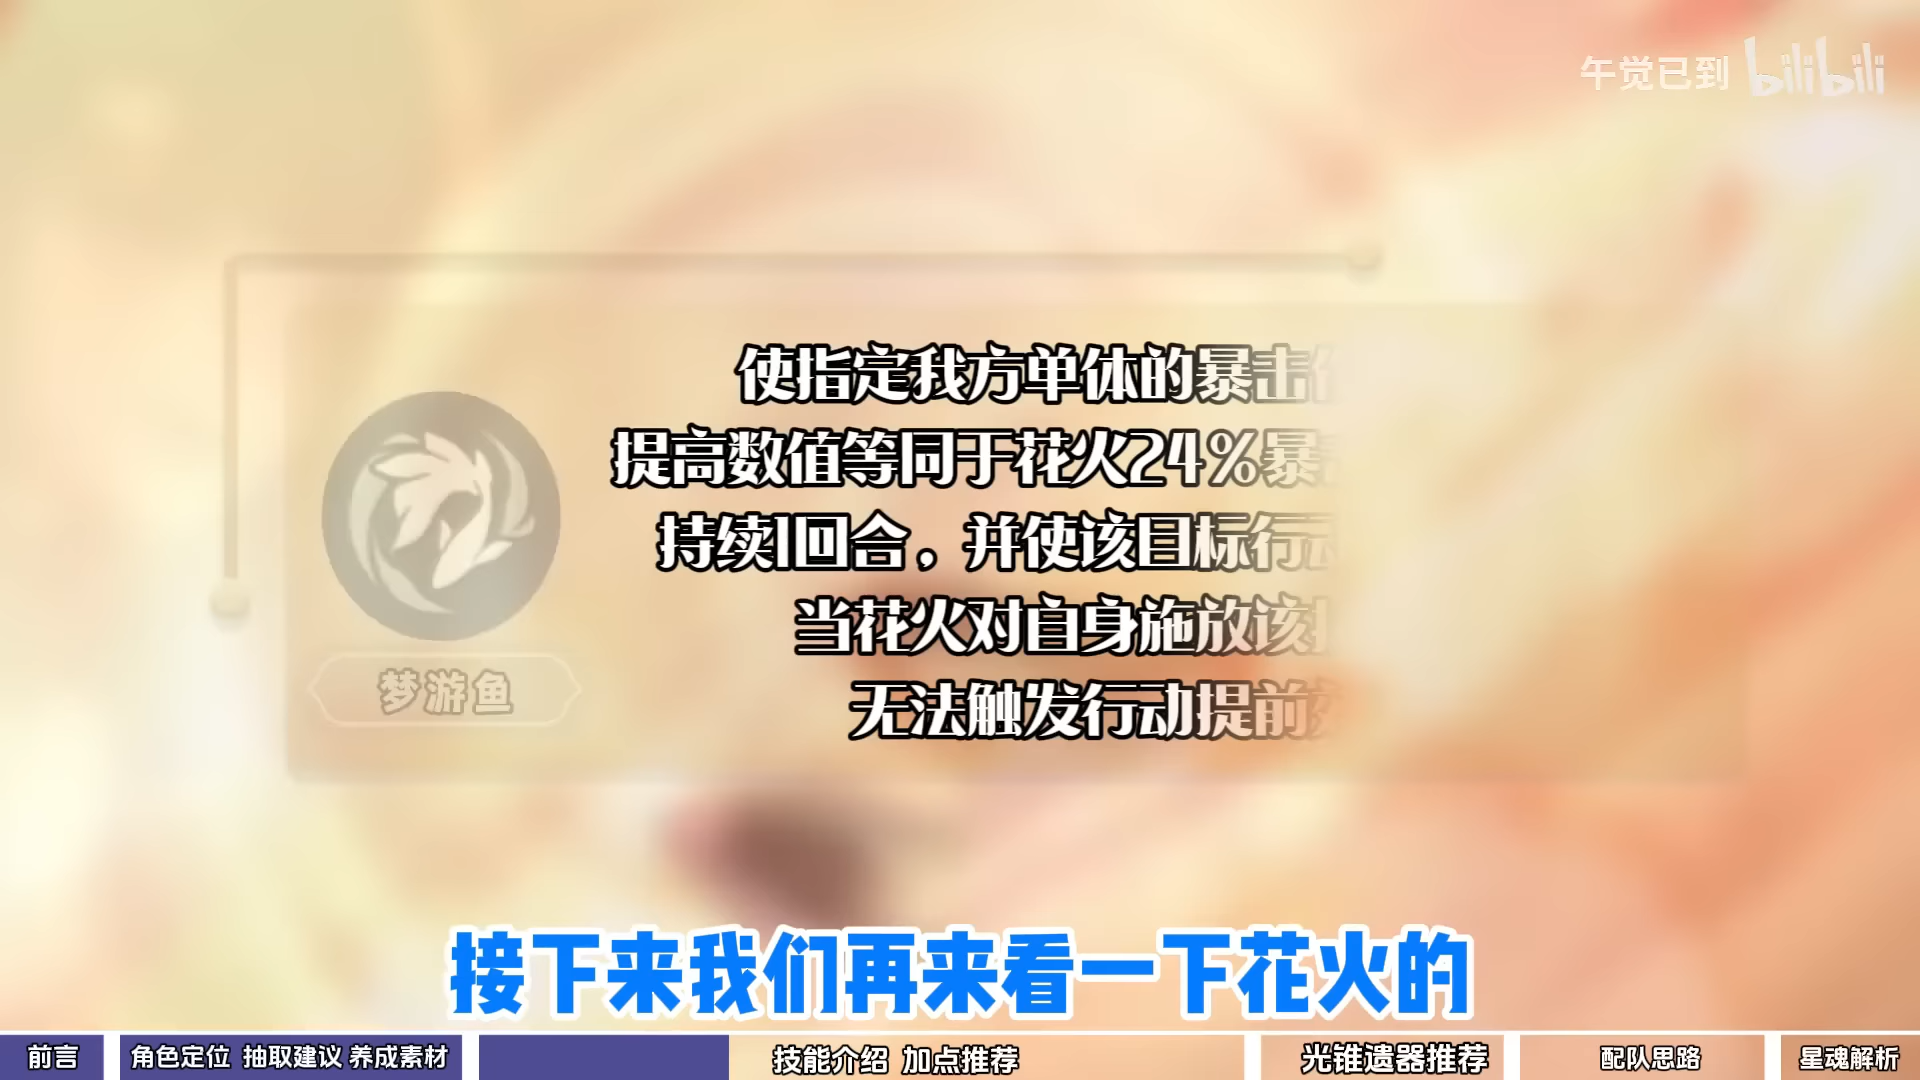 午觉已到 bilibili
使指定我方单体的暴击
提高数值等同于花火24%暴
持续1回合，并使该目标行动
当花火对自身施放该
无法触发行动提前
梦游鱼
接下来我们再来看一下花火的
前言 角色定位 抽取建议 养成素材 技能介绍 加点推荐 光锥遗器推荐 配队思路 星魂解析